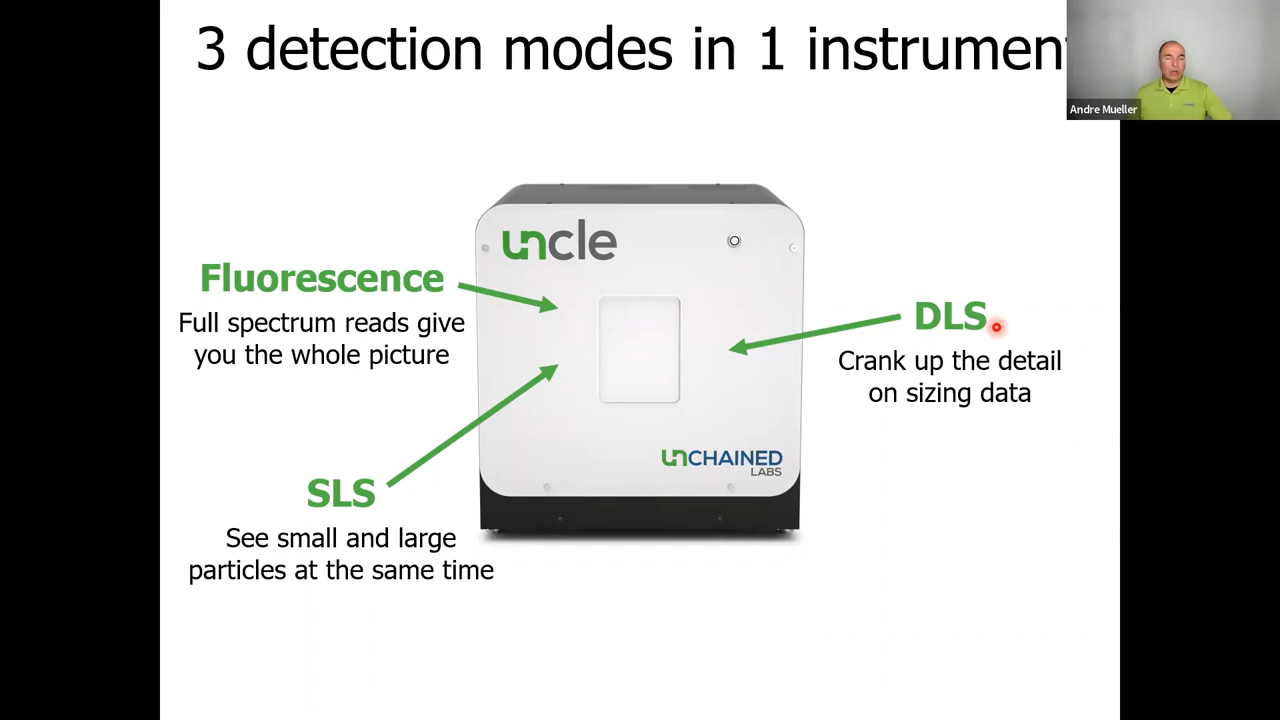 3 detection modes in 1 instrument
Andre Mueller
uncle
Fluorescence
Full spectrum reads give
you the whole picture
DLS
Crank up the detail
on sizing data
UNCHAINED
LABS
SLS
See small and large
particles at the same time